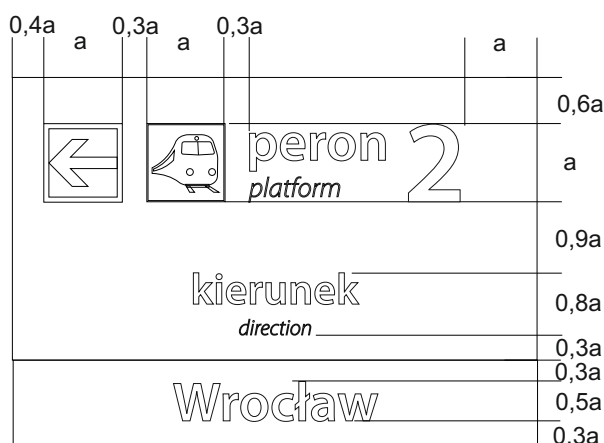 0,4a a 0,3a a 0,3a a
0,6a
peron 2
platform
a
0,9a
kierunek
0,8a
direction
0,3a
0,3a
Wrocław
0,5a
0,3a